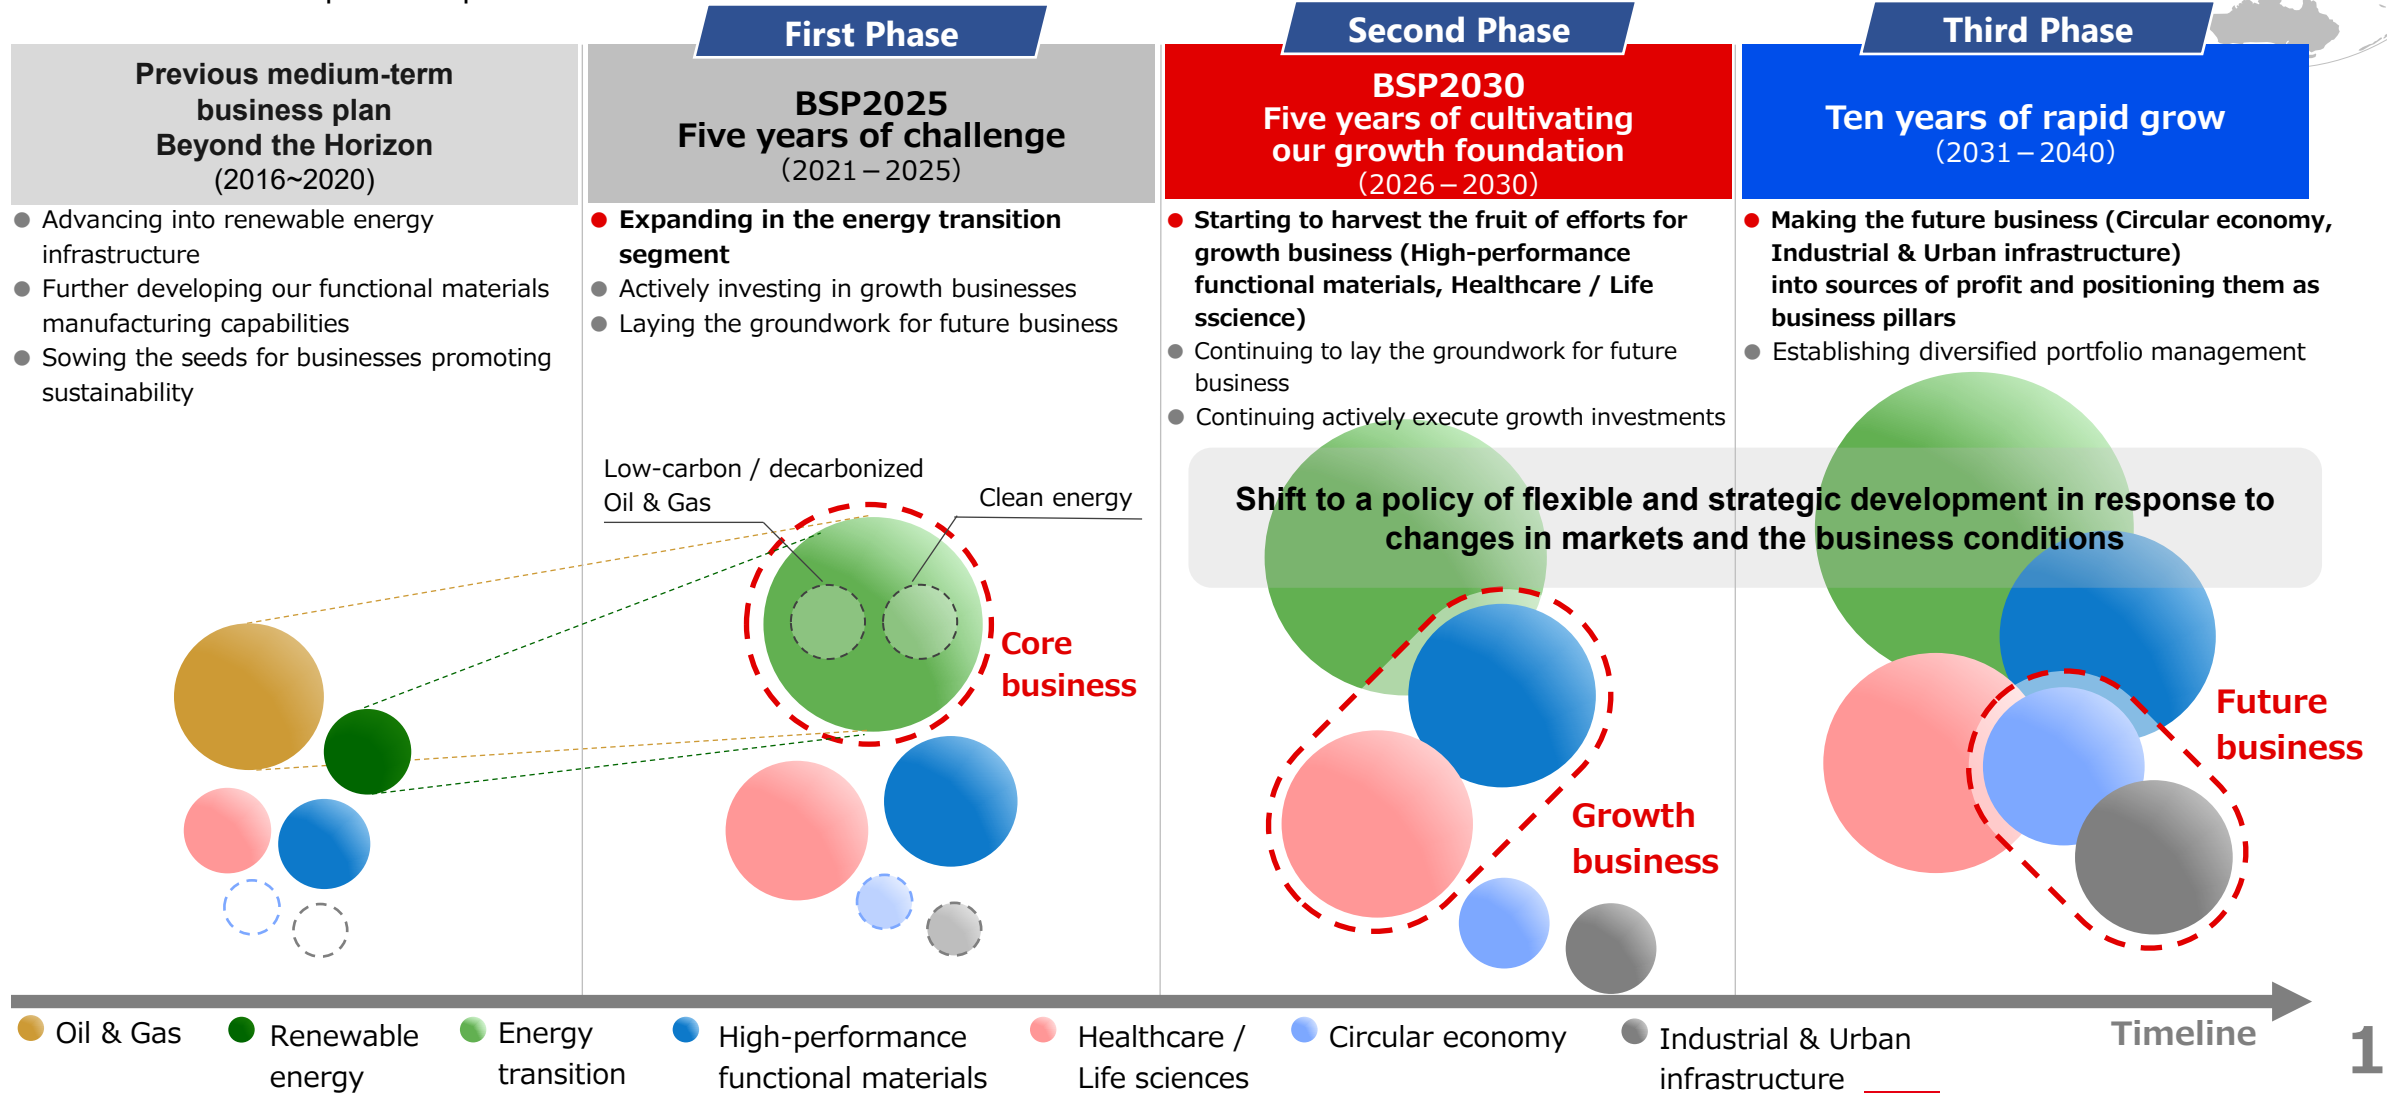 First Phase
Second Phase
Third Phase
Previous medium-term
business plan
Beyond the Horizon
(2016~2020)
BSP2025
Five years of challenge
（2021－2025）
BSP2030
Five years of cultivating
our growth foundation
（2026－2030）
Ten years of rapid grow
（2031－2040）
● Advancing into renewable energy
infrastructure
● Further developing our functional materials
manufacturing capabilities
● Sowing the seeds for businesses promoting
sustainability
● Expanding in the energy transition
segment
● Actively investing in growth businesses
● Laying the groundwork for future business
● Starting to harvest the fruit of efforts for
growth business (High-performance
functional materials, Healthcare / Life
sscience)
● Continuing to lay the groundwork for future
business
● Continuing actively execute growth investments
● Making the future business (Circular economy,
Industrial & Urban infrastructure)
into sources of profit and positioning them as
business pillars
● Establishing diversified portfolio management
Low-carbon / decarbonized
Oil & Gas
Clean energy
Shift to a policy of flexible and strategic development in response to
changes in markets and the business conditions
Core
business
Growth
business
Future
business
Oil & Gas
Renewable
energy
Energy
transition
High-performance
functional materials
Healthcare /
Life sciences
Circular economy
Industrial & Urban
infrastructure
Timeline
1